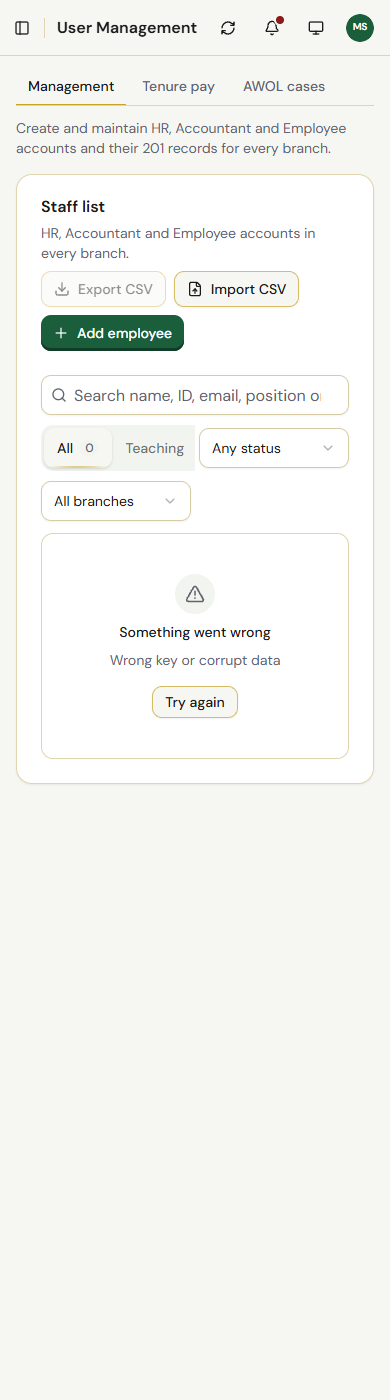 User Management
MS
Management
Tenure pay
AWOL cases
Create and maintain HR, Accountant and Employee
accounts and their 201 records for every branch.
Staff list
HR, Accountant and Employee accounts in
every branch.
Export CSV
Import CSV
Add employee
Search name, ID, email, position o
All 0
Teaching
Any status
All branches
Something went wrong
Wrong key or corrupt data
Try again